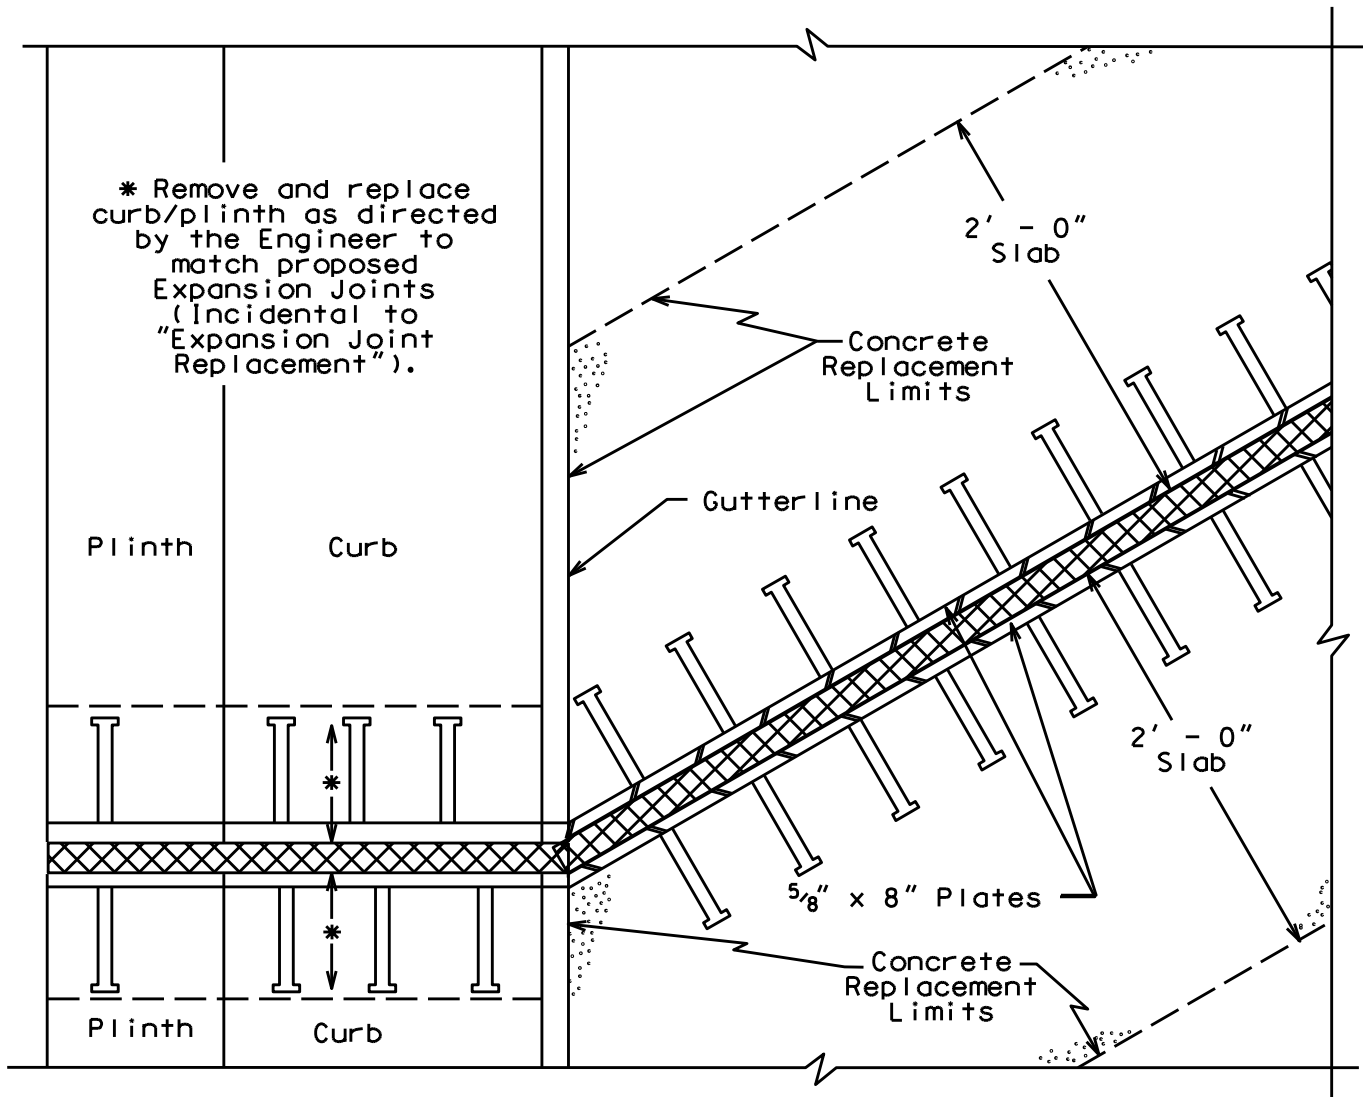 * Remove and replace
curb/plinth as directed
by the Engineer to
match proposed
Expansion Joints
(Incidental to
"Expansion Joint
Replacement").
2' - 0"
Slab
Concrete
Replacement
Limits
Gutterline
Plinth
Curb
*
2' - 0"
Slab
5/8" x 8" Plates
*
Concrete
Replacement
Limits
Plinth
Curb